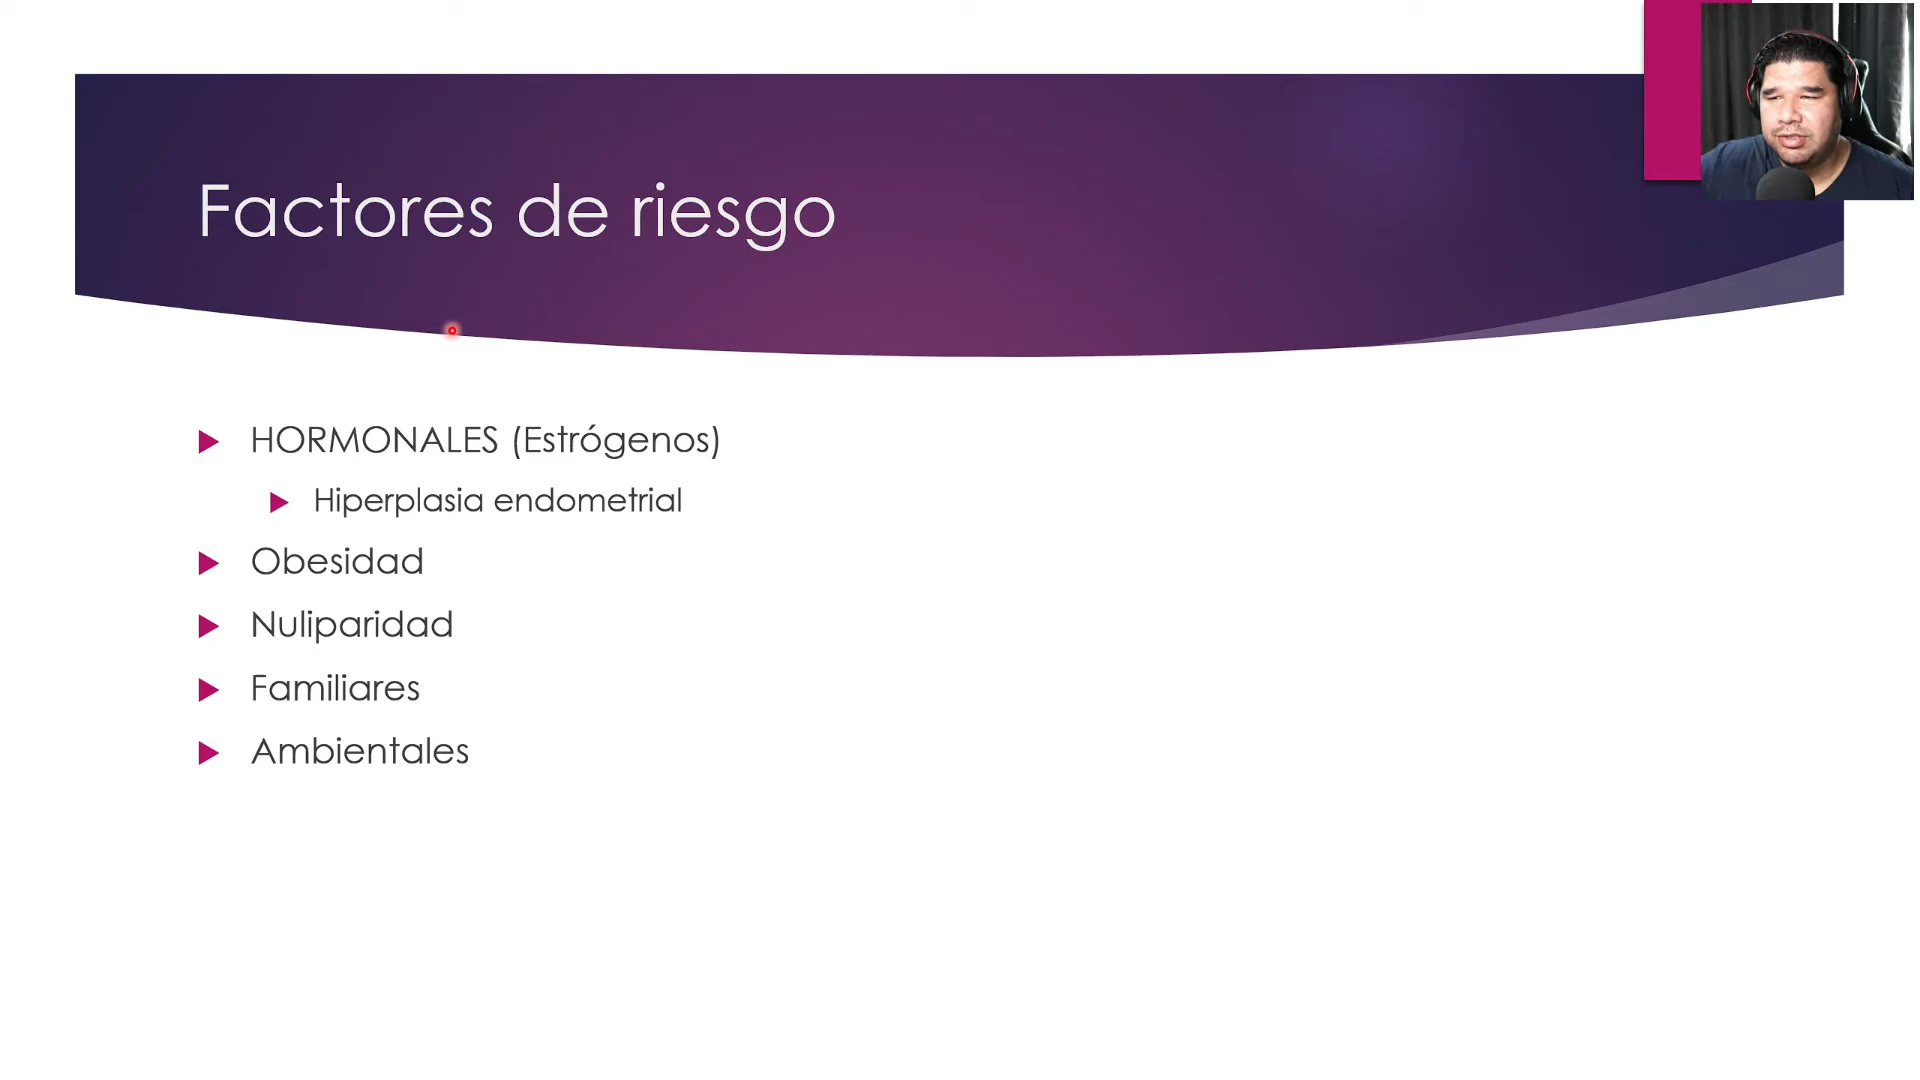 Factores de riesgo
HORMONALES (Estrógenos)
Hiperplasia endometrial
Obesidad
Nuliparidad
Familiares
Ambientales